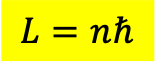 L = nℏ